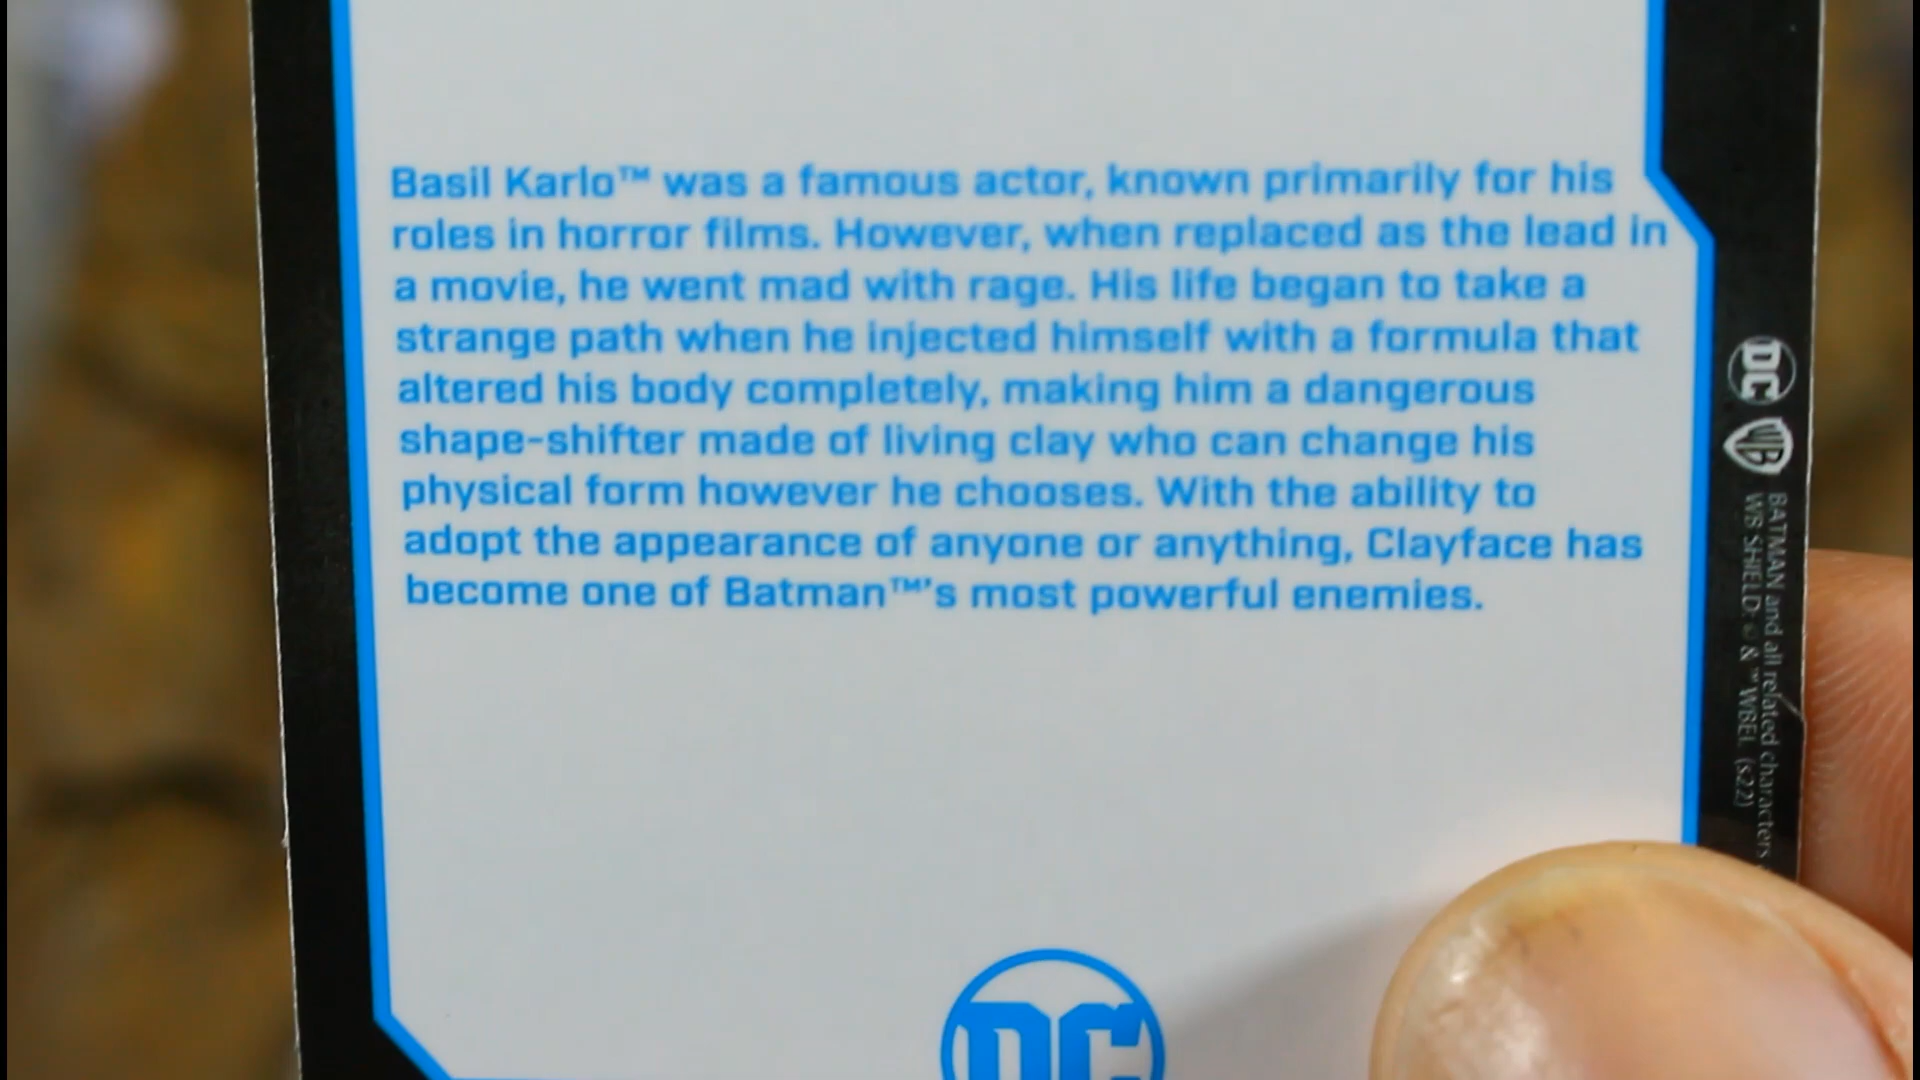 Basil Karlo™ was a famous actor, known primarily for his
roles in horror films. However, when replaced as the lead in
a movie, he went mad with rage. His life began to take a
strange path when he injected himself with a formula that
altered his body completely, making him a dangerous
shape-shifter made of living clay who can change his
physical form however he chooses. With the ability to
adopt the appearance of anyone or anything, Clayface has
become one of Batman™'s most powerful enemies.
DC
DC
WB
BATMAN and all related characters
WB SHIELD: © & ™ WBEI. (s22)